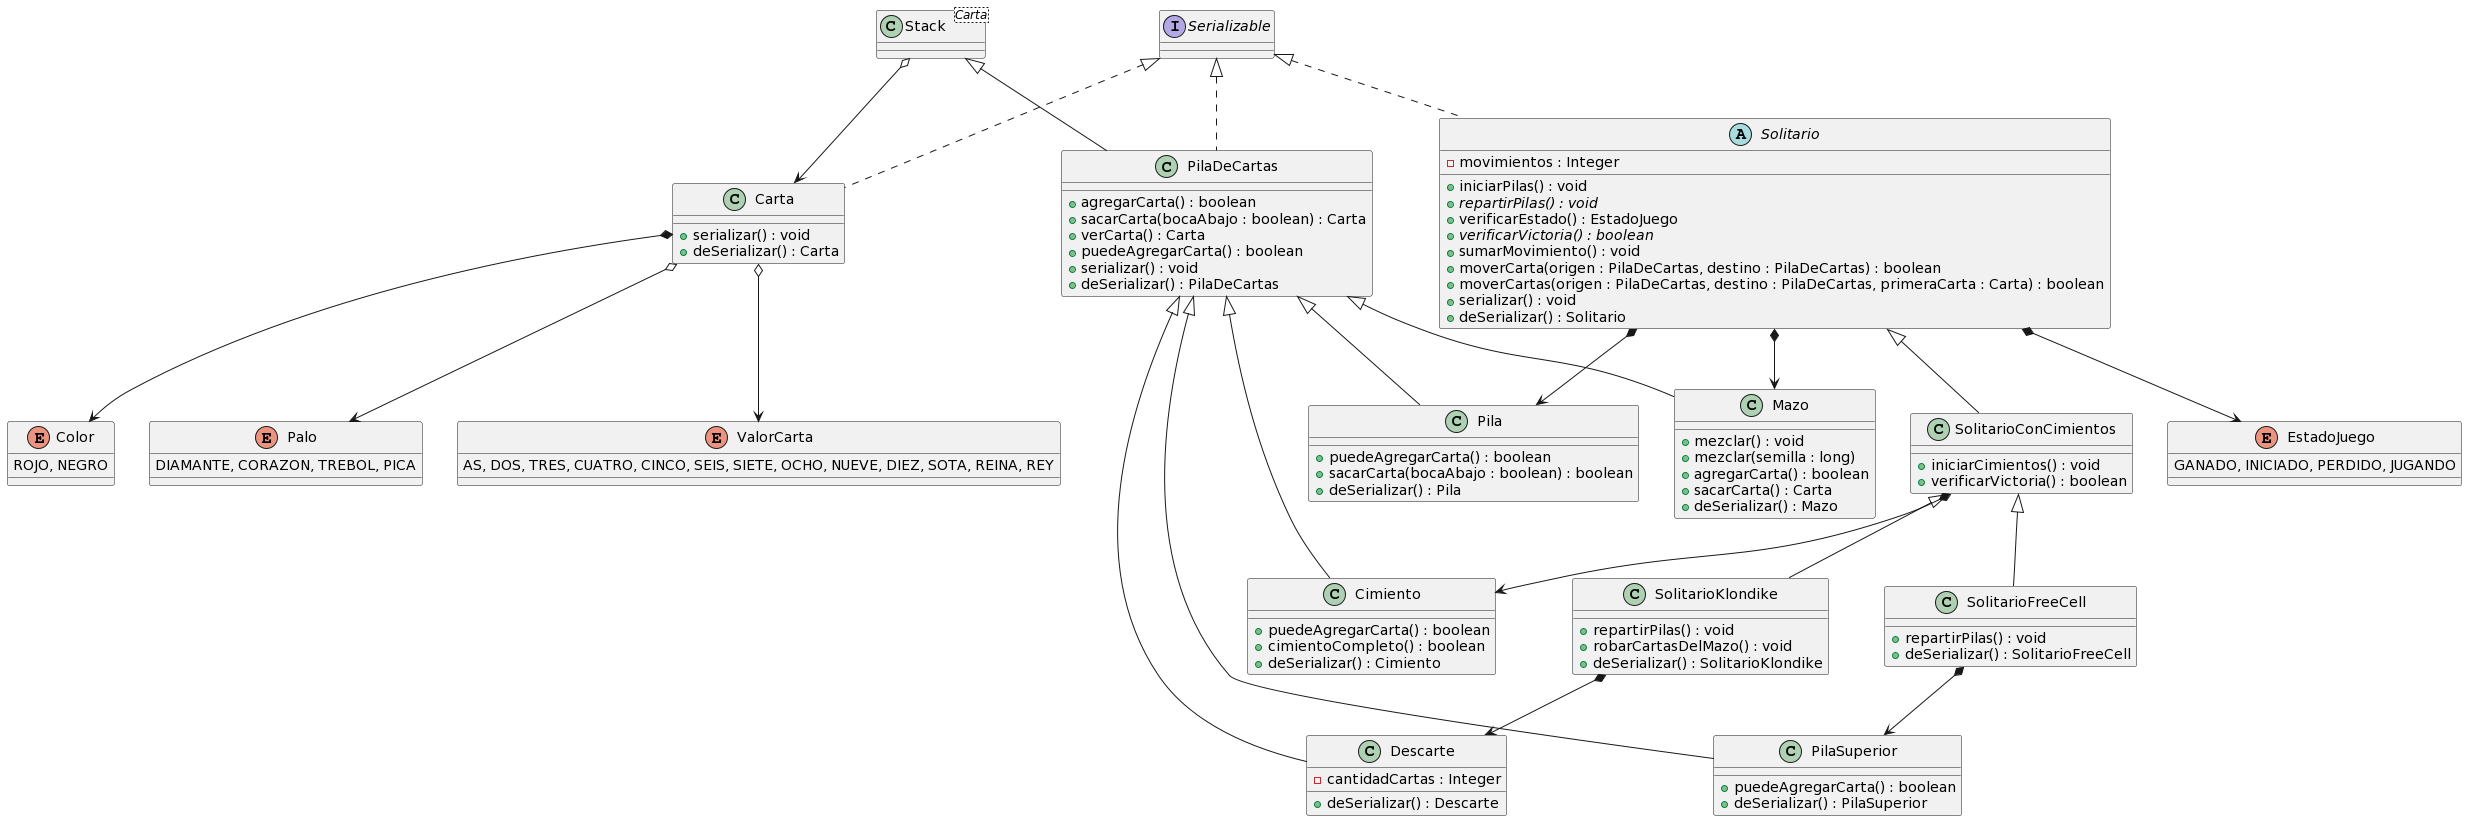 C Stack Carta
I Serializable
A Solitario
movimientos : Integer
iniciarPilas() : void
repartirPilas() : void
verificarEstado() : EstadoJuego
verificarVictoria() : boolean
sumarMovimiento() : void
moverCarta(origen : PilaDeCartas, destino : PilaDeCartas) : boolean
moverCartas(origen : PilaDeCartas, destino : PilaDeCartas, primeraCarta : Carta) : boolean
serializar() : void
deSerializar() : Solitario
C PilaDeCartas
agregarCarta() : boolean
sacarCarta(bocaAbajo : boolean) : Carta
verCarta() : Carta
puedeAgregarCarta() : boolean
serializar() : void
deSerializar() : PilaDeCartas
C Carta
serializar() : void
deSerializar() : Carta
E Color
ROJO, NEGRO
E Palo
DIAMANTE, CORAZON, TREBOL, PICA
E ValorCarta
AS, DOS, TRES, CUATRO, CINCO, SEIS, SIETE, OCHO, NUEVE, DIEZ, SOTA, REINA, REY
C Pila
puedeAgregarCarta() : boolean
sacarCarta(bocaAbajo : boolean) : boolean
deSerializar() : Pila
C Mazo
mezclar() : void
mezclar(semilla : long)
agregarCarta() : boolean
sacarCarta() : Carta
deSerializar() : Mazo
C SolitarioConCimientos
iniciarCimientos() : void
verificarVictoria() : boolean
E EstadoJuego
GANADO, INICIADO, PERDIDO, JUGANDO
C Cimiento
puedeAgregarCarta() : boolean
cimientoCompleto() : boolean
deSerializar() : Cimiento
C SolitarioKlondike
repartirPilas() : void
robarCartasDelMazo() : void
deSerializar() : SolitarioKlondike
C SolitarioFreeCell
repartirPilas() : void
deSerializar() : SolitarioFreeCell
C Descarte
cantidadCartas : Integer
deSerializar() : Descarte
C PilaSuperior
puedeAgregarCarta() : boolean
deSerializar() : PilaSuperior